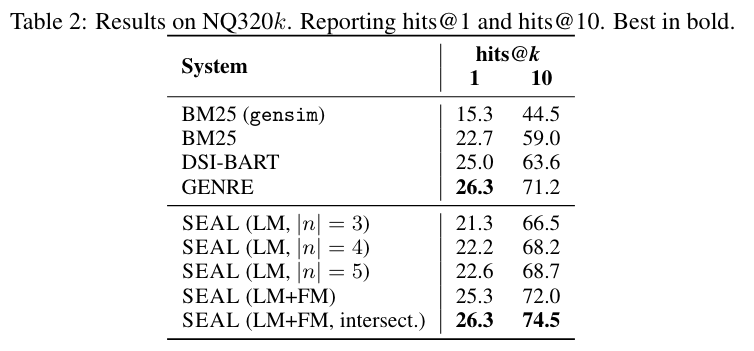 Table 2: Results on NQ320k. Reporting hits@1 and hits@10. Best in bold.
System hits@k
1 10
BM25 (gensim) 15.3 44.5
BM25 22.7 59.0
DSI-BART 25.0 63.6
GENRE 26.3 71.2
SEAL (LM, |n| = 3) 21.3 66.5
SEAL (LM, |n| = 4) 22.2 68.2
SEAL (LM, |n| = 5) 22.6 68.7
SEAL (LM+FM) 25.3 72.0
SEAL (LM+FM, intersect.) 26.3 74.5